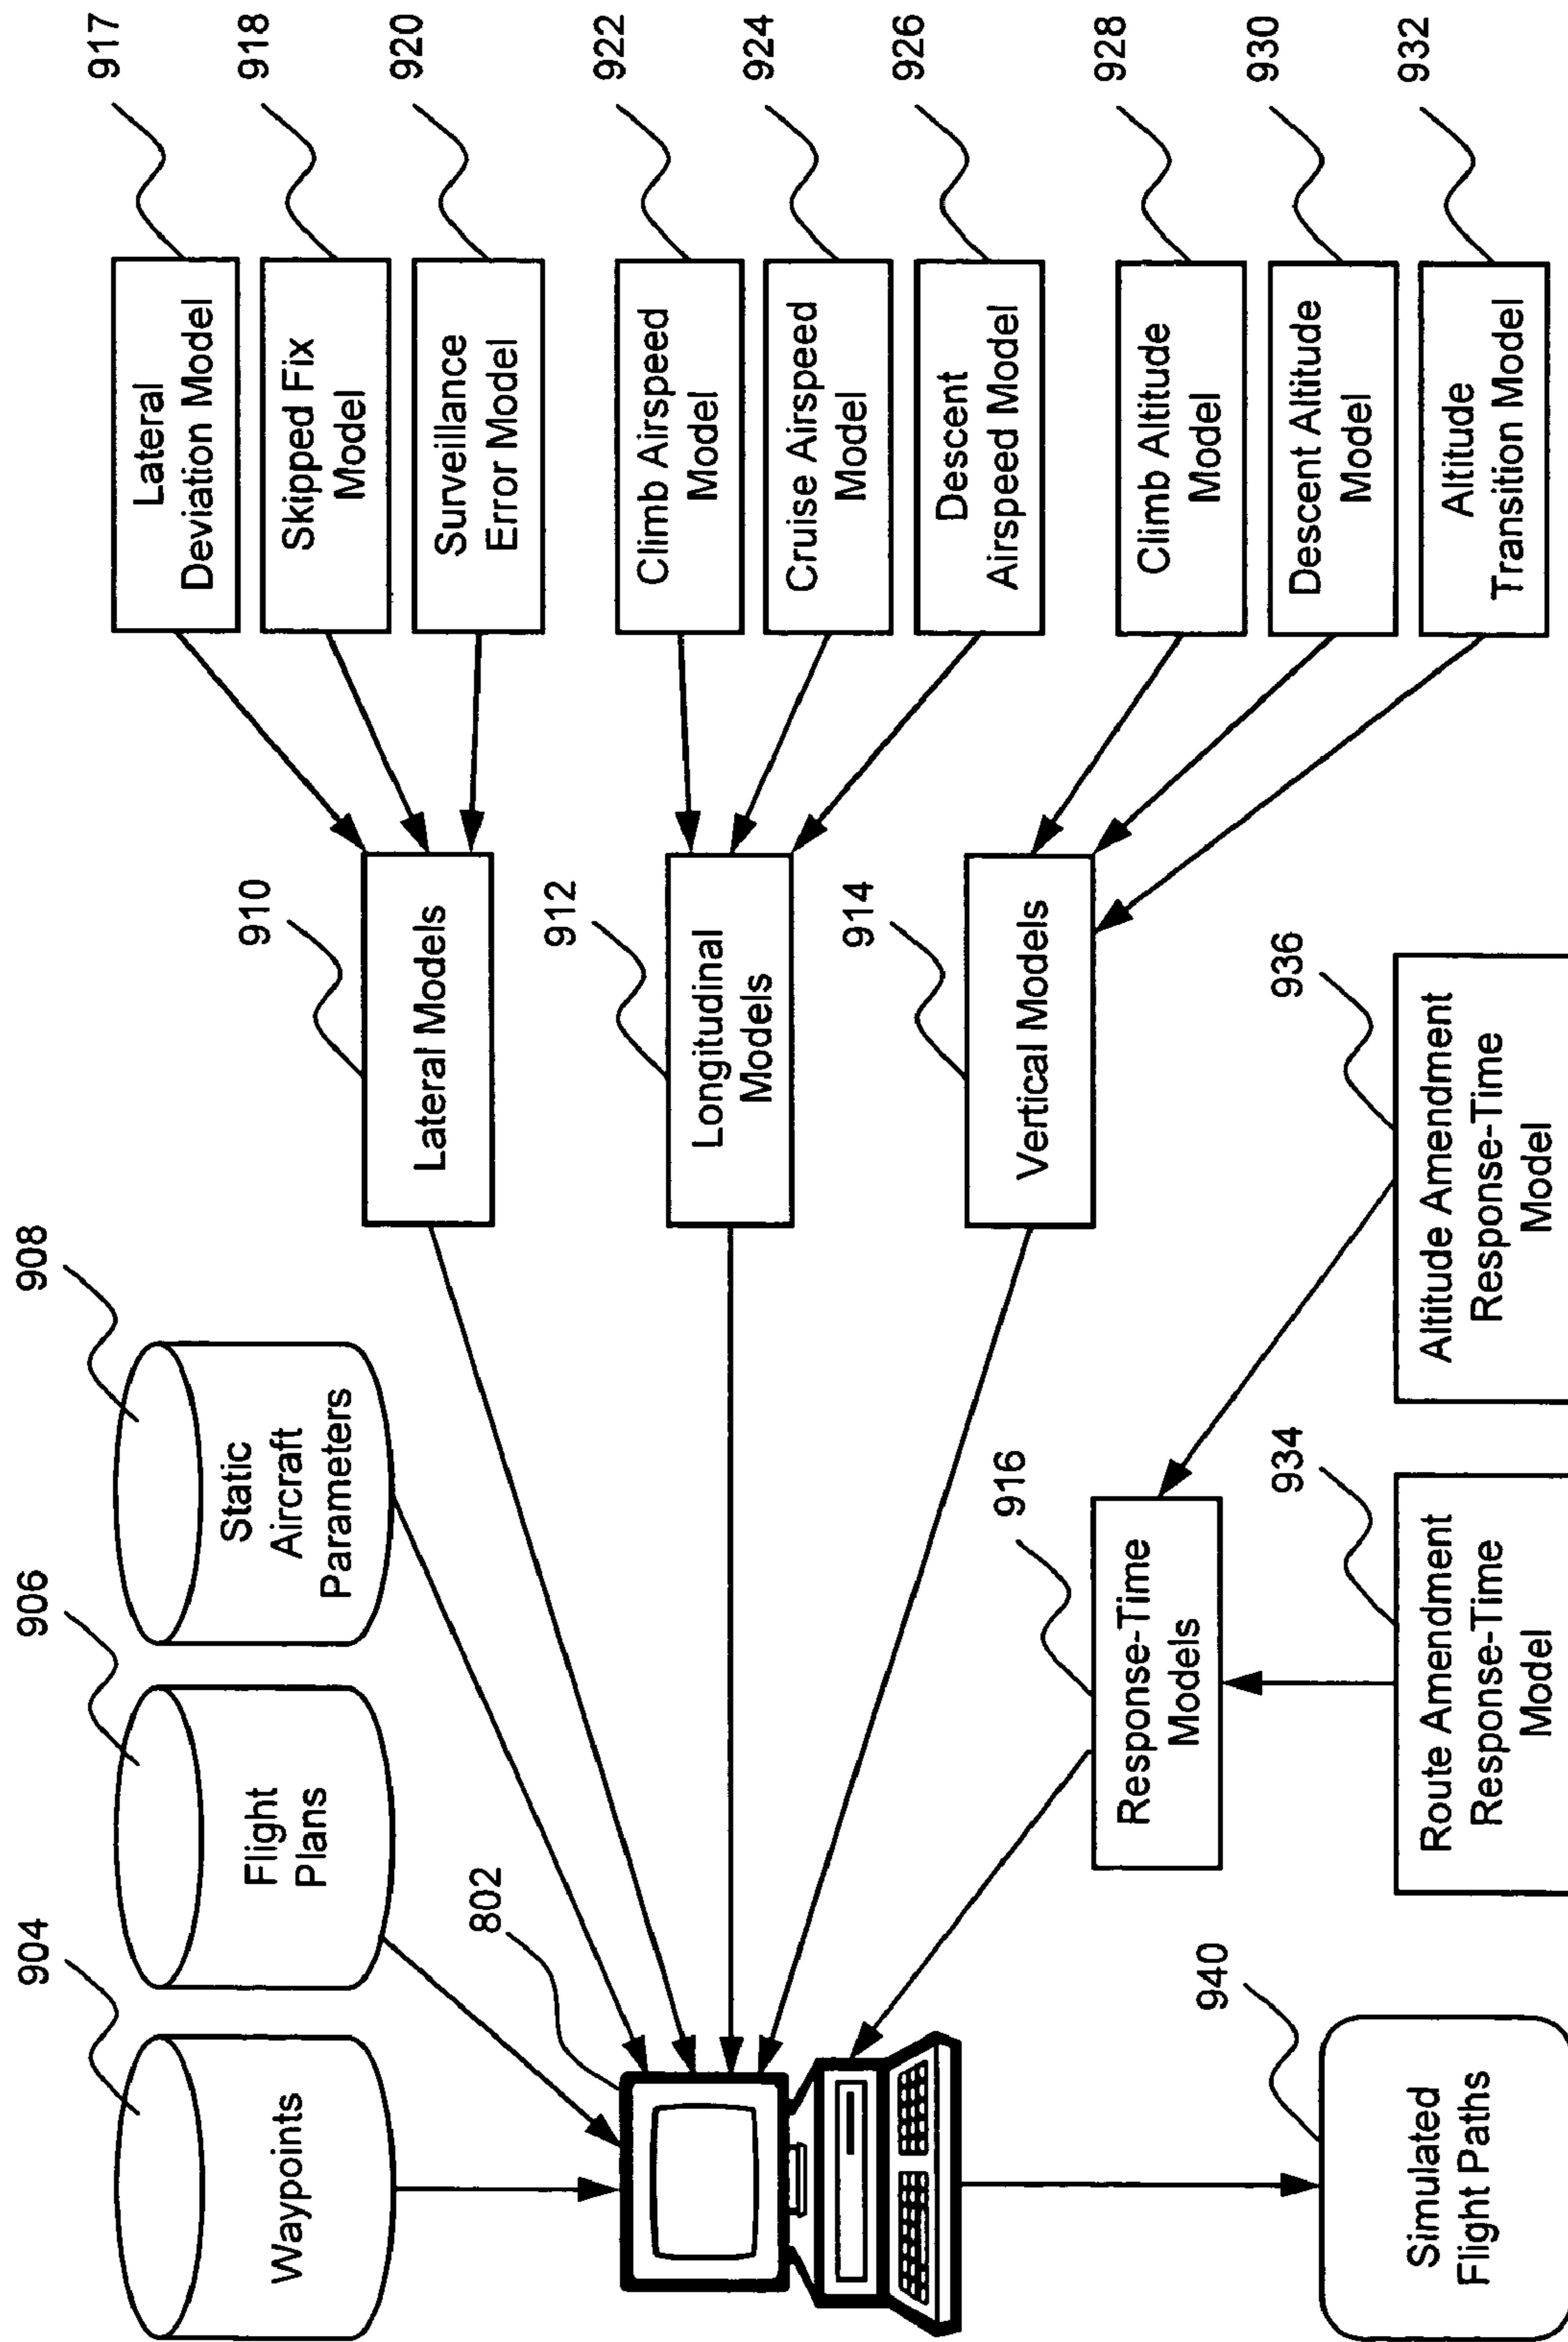 904
906
908
Waypoints
Flight
Plans
Static
Aircraft
Parameters
802
910
Lateral Models
912
Longitudinal
Models
914
Vertical Models
917
Lateral
Deviation Model
918
Skipped Fix
Model
920
Surveillance
Error Model
922
Climb Airspeed
Model
924
Cruise Airspeed
Model
926
Descent
Airspeed Model
928
Climb Altitude
Model
930
Descent Altitude
Model
932
Altitude
Transition Model
916
Response-Time
Models
934
Route Amendment
Response-Time
Model
936
Altitude Amendment
Response-Time
Model
940
Simulated
Flight Paths